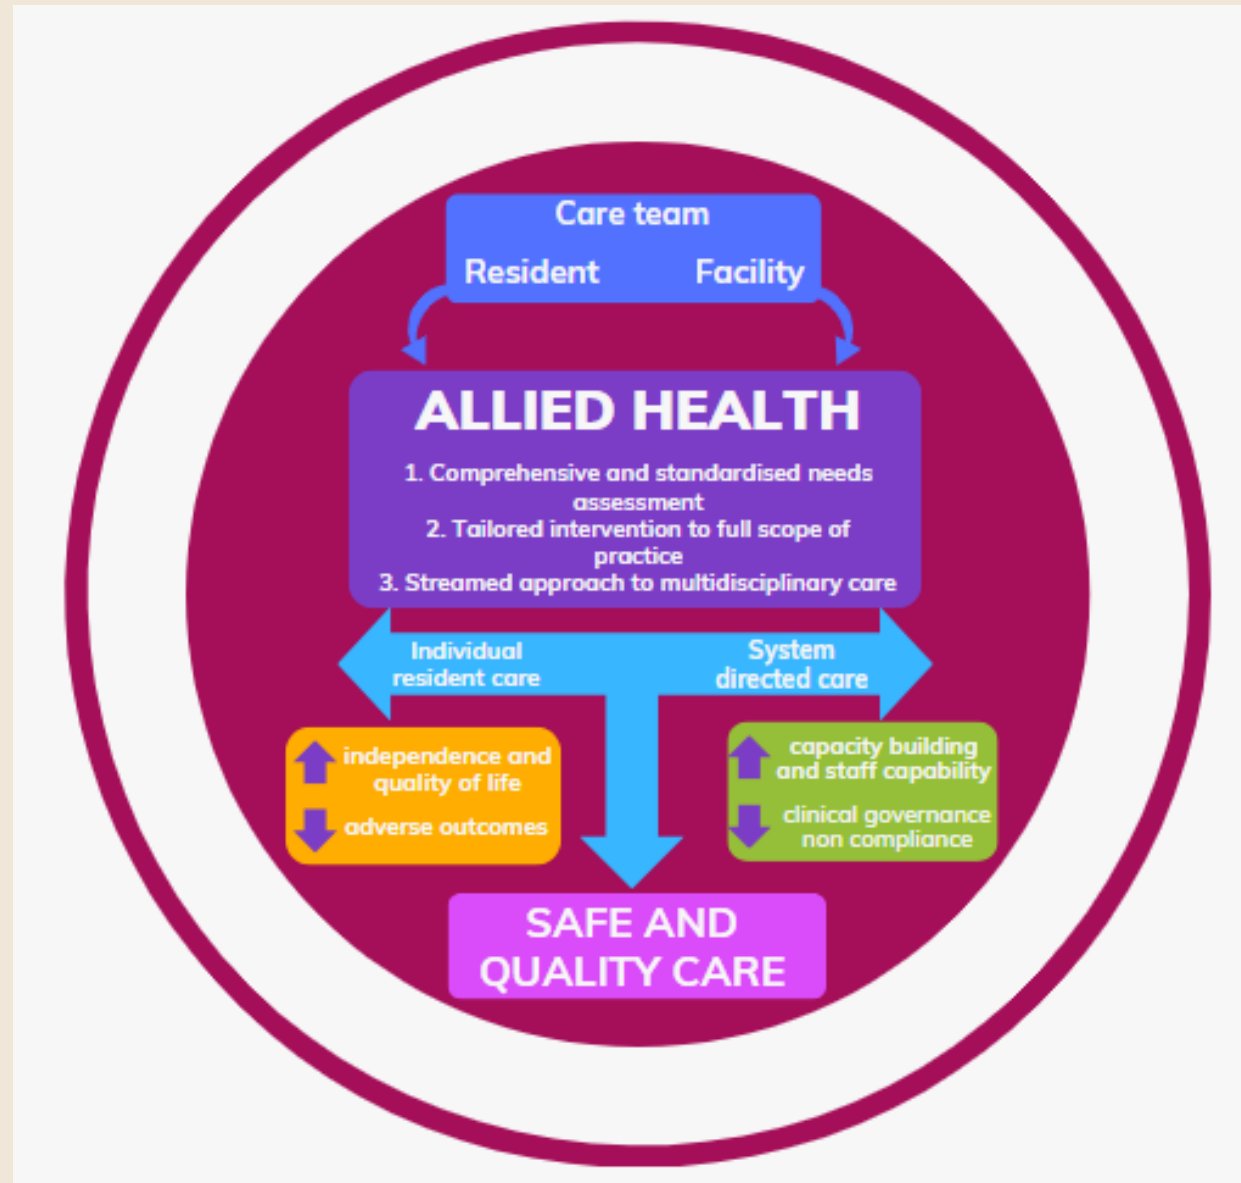 Care team
Resident Facility
ALLIED HEALTH
1. Comprehensive and standardised needs
assessment
2. Tailored intervention to full scope of
practice
3. Streamed approach to multidisciplinary care
Individual
resident care
System
directed care
independence and
quality of life
adverse outcomes
capacity building
and staff capability
clinical governance
non compliance
SAFE AND
QUALITY CARE